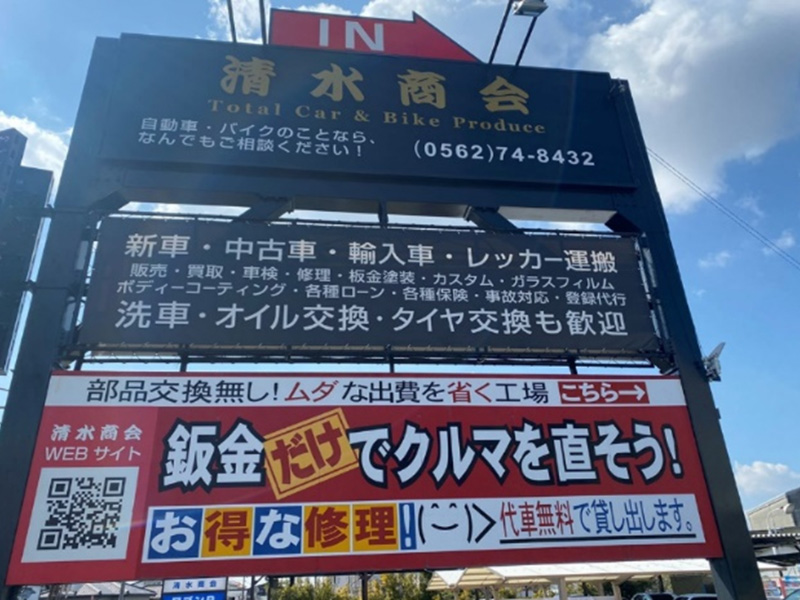 IN
清水商会
Total Car & Bike Produce
自動車・バイクのことなら、
なんでもご相談ください！
(0562)74-8432
新車・中古車・輸入車・レッカー運搬
販売・買取・車検・修理・板金塗装・カスタム・ガラスフィルム
ボディーコーティング・各種ローン・各種保険・事故対応・登録代行
洗車・オイル交換・タイヤ交換も歓迎
部品交換無し！ムダな出費を省く工場 こちら→
清水商会
WEBサイト
鈑金だけでクルマを直そう！
お得な修理！(︶︶)＞代車無料で貸し出します。
清水商会